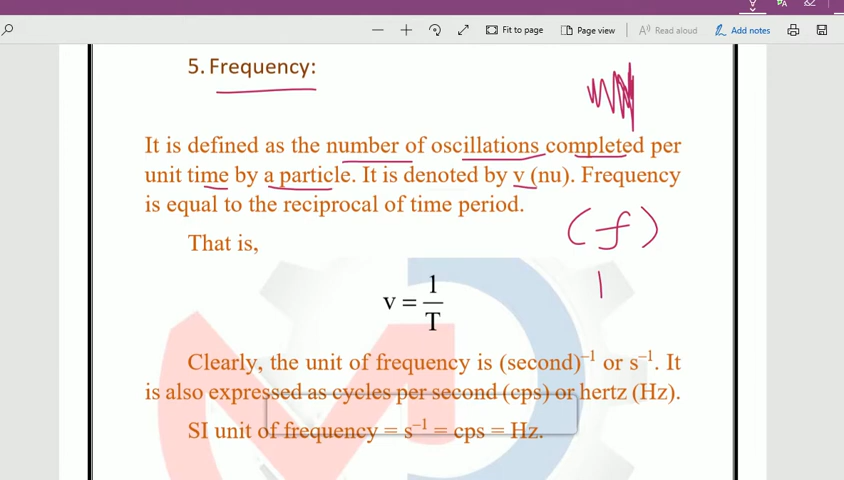 Fit to page
Page view
Read aloud
Add notes
5. Frequency:
It is defined as the number of oscillations completed per
unit time by a particle. It is denoted by ν (nu). Frequency
is equal to the reciprocal of time period.
(f)
That is,
ν = 1/T
Clearly, the unit of frequency is (second)⁻¹ or s⁻¹. It
is also expressed as cycles per second (cps) or hertz (Hz).
SI unit of frequency = s⁻¹ = cps = Hz.